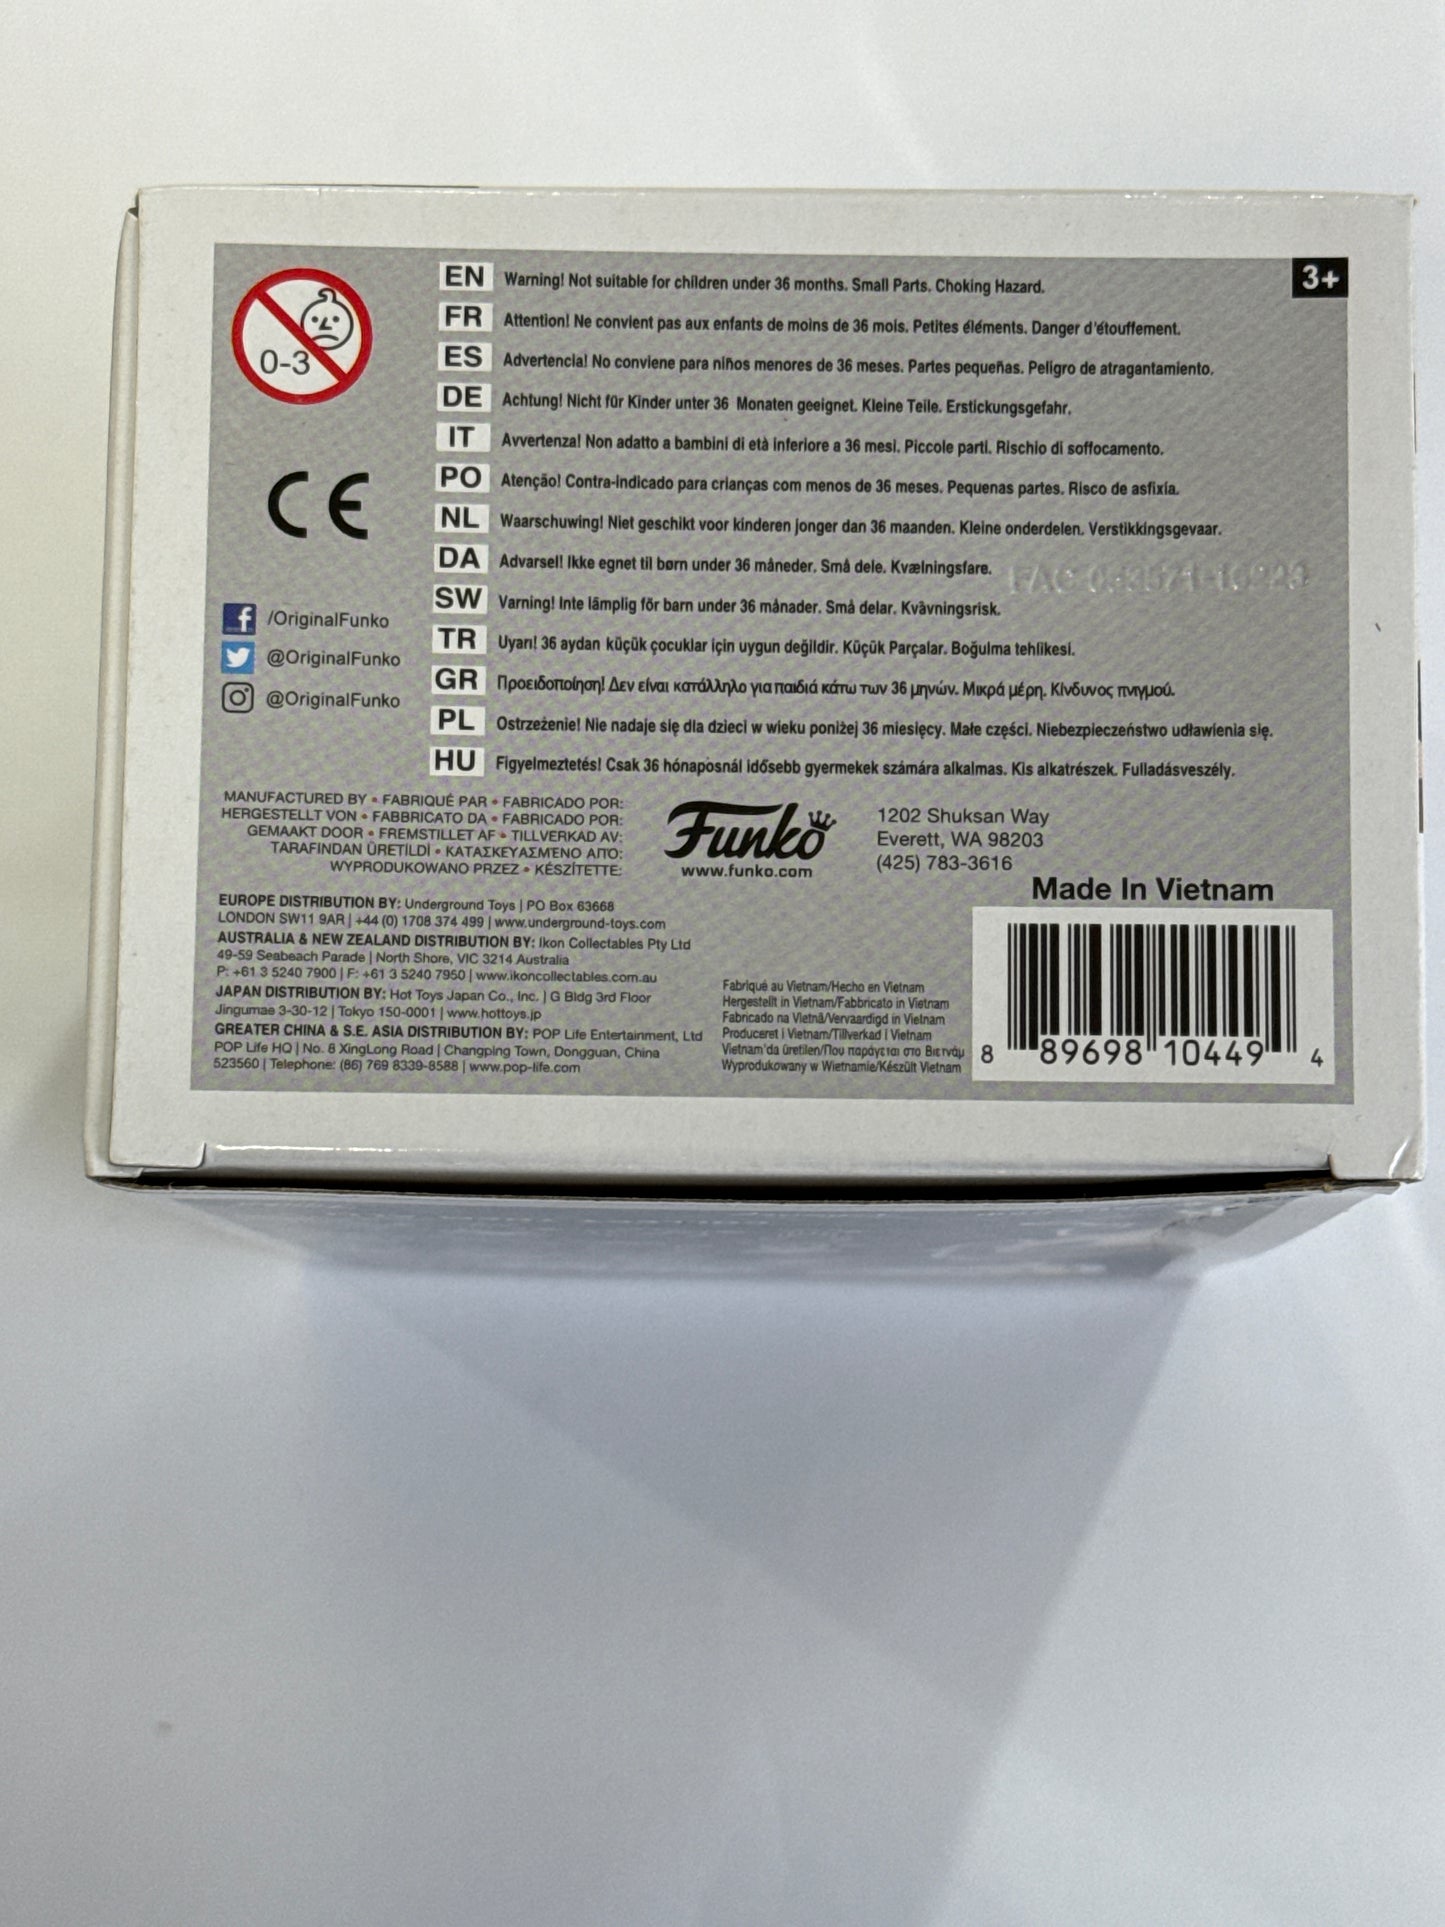 0-3
EN Warning! Not suitable for children under 36 months. Small Parts. Choking Hazard.
3+
FR Attention! Ne convient pas aux enfants de moins de 36 mois. Petites éléments. Danger d'étouffement.
ES Advertencia! No conviene para niños menores de 36 meses. Partes pequeñas. Peligro de atragantamiento.
DE Achtung! Nicht für Kinder unter 36 Monaten geeignet. Kleine Teile. Erstickungsgefahr.
IT Avvertenza! Non adatto a bambini di età inferiore a 36 mesi. Piccole parti. Rischio di soffocamento.
PO Atenção! Contra-indicado para crianças com menos de 36 meses. Pequenas partes. Risco de asfixia.
NL Waarschuwing! Niet geschikt voor kinderen jonger dan 36 maanden. Kleine onderdelen. Verstikkingsgevaar.
DA Advarsel! Ikke egnet til børn under 36 måneder. Små dele. Kvælningsfare.
SW Varning! Inte lämplig för barn under 36 månader. Små delar. Kvävningsrisk.
TR Uyarı! 36 aydan küçük çocuklar için uygun değildir. Küçük Parçalar. Boğulma tehlikesi.
GR Προειδοποίηση! Δεν είναι κατάλληλο για παιδιά κάτω των 36 μηνών. Μικρά μέρη. Κίνδυνος πνιγμού.
PL Ostrzeżenie! Nie nadaje się dla dzieci w wieku poniżej 36 miesięcy. Małe części. Niebezpieczeństwo udławienia się.
HU Figyelmeztetés! Csak 36 hónaposnál idősebb gyermekek számára alkalmas. Kis alkatrészek. Fulladásveszély.
CE
/OriginalFunko
@OriginalFunko
@OriginalFunko
FAC
MANUFACTURED BY • FABRIQUÉ PAR • FABRICADO POR:
HERGESTELLT VON • FABBRICATO DA • FABRICADO POR:
GEMAAKT DOOR • FREMSTILLET AF • TILLVERKAD AV:
TARAFINDAN ÜRETİLDİ • ΚΑΤΑΣΚΕΥΑΣΜΈΝΟ ΑΠΌ:
WYPRODUKOWANO PRZEZ • KÉSZÍTETTE:
Funko
www.funko.com
1202 Shuksan Way
Everett, WA 98203
(425) 783-3616
EUROPE DISTRIBUTION BY: Underground Toys | PO Box 63668
LONDON SW11 9AR | +44 (0) 1708 374 499 | www.underground-toys.com
AUSTRALIA & NEW ZEALAND DISTRIBUTION BY: Ikon Collectables Pty Ltd
49-59 Seabeach Parade | North Shore, VIC 3214 Australia
P: +61 3 5240 7900 | F: +61 3 5240 7950 | www.ikoncollectables.com.au
JAPAN DISTRIBUTION BY: Hot Toys Japan Co., Inc. | G Bldg 3rd Floor
Jingumae 3-30-12 | Tokyo 150-0001 | www.hottoys.jp
GREATER CHINA & S.E. ASIA DISTRIBUTION BY: POP Life Entertainment, Ltd
POP Life HQ | No. 8 XingLong Road | Changping Town, Dongguan, China
523560 | Telephone: (86) 769 8339-8588 | www.pop-life.com
Fabriqué au Vietnam/Hecho en Vietnam
Hergestellt in Vietnam/Fabbricato in Vietnam
Fabricado na Vietnã/Vervaardigd in Vietnam
Produceret i Vietnam/Tillverkad i Vietnam
Vietnam'da üretilen/Που παράγεται στο Βιετνάμ
Wyprodukowany w Wietnamie/Készült Vietnam
Made In Vietnam
8 89698 10449 4